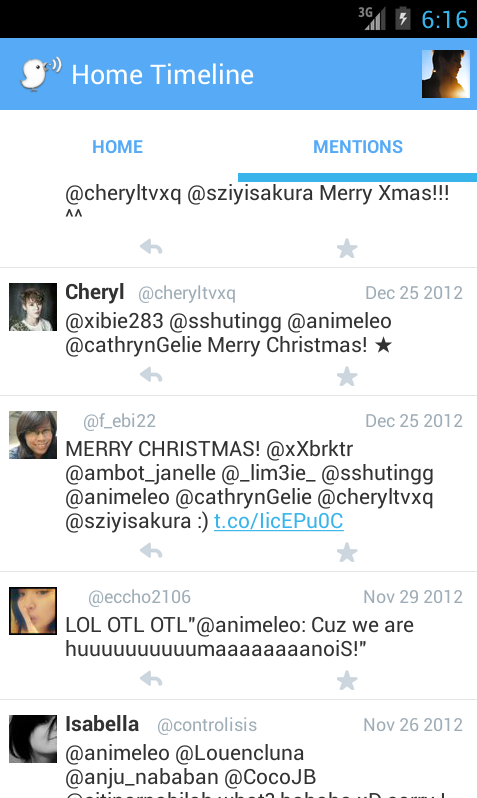 3G 6:16
Home Timeline
HOME MENTIONS
@cheryltvxq @sziyisakura Merry Xmas!!!
^^
Cheryl @cheryltvxq Dec 25 2012
@xibie283 @sshutingg @animeleo
@cathrynGelie Merry Christmas! ★
@f_ebi22 Dec 25 2012
MERRY CHRISTMAS! @xXbrktr
@ambot_janelle @_lim3ie_ @sshutingg
@animeleo @cathrynGelie @cheryltvxq
@sziyisakura :) t.co/IicEPu0C
@eccho2106 Nov 29 2012
LOL OTL OTL"@animeleo: Cuz we are
huuuuuuuuuumaaaaaaaanoiS!"
Isabella @controlisis Nov 26 2012
@animeleo @Louencluna
@anju_nababan @CocoJB